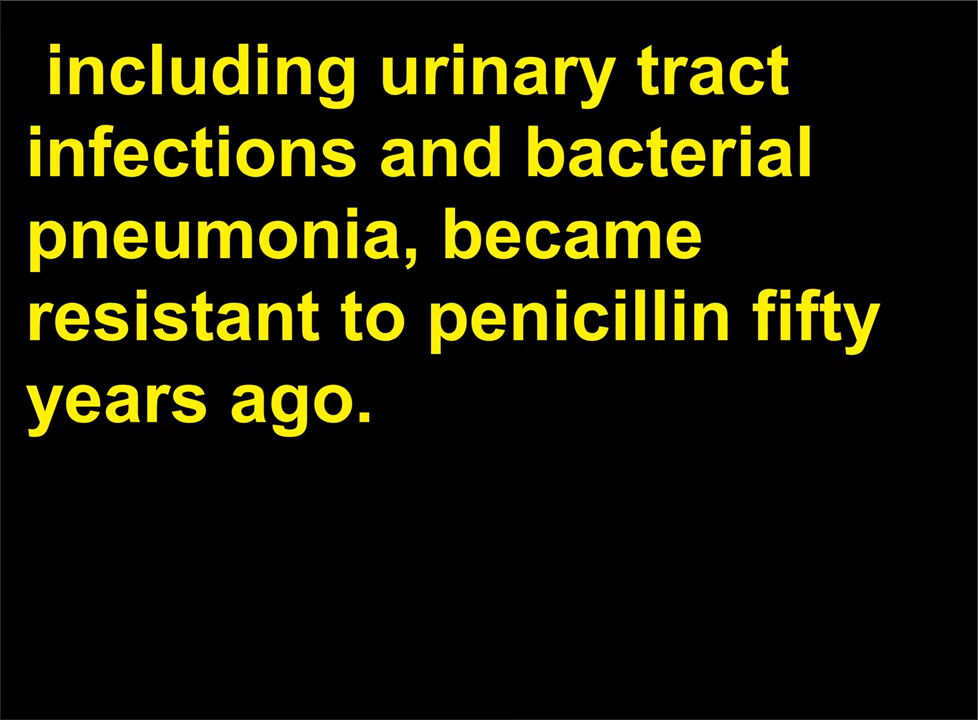 including urinary tract
infections and bacterial
pneumonia, became
resistant to penicillin fifty
years ago.